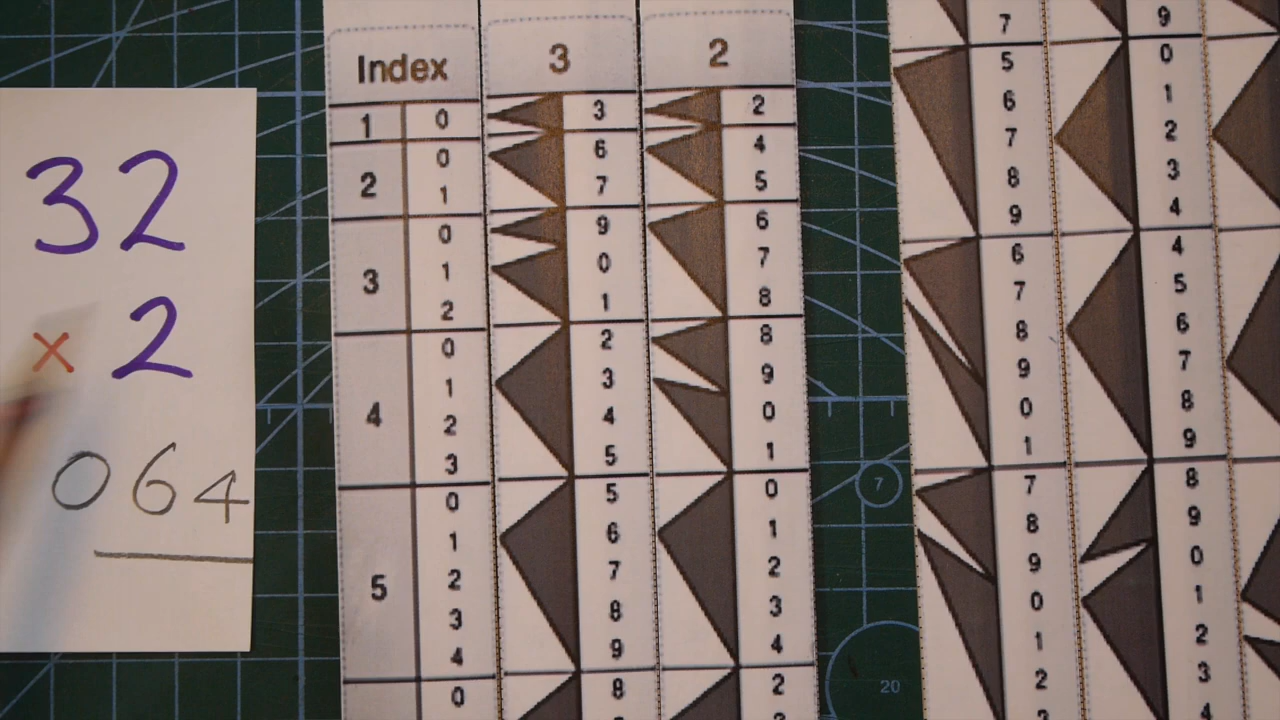 32
× 2
064
Index 3 2
1 0 3 2
2 0 6 4
1 7 5
3 0 9 6
1 0 7
2 1 8
4 0 2 8
1 3 9
2 4 0
3 5 1
5 0 5 0
1 6 1
2 7 2
3 8 3
4 9 4
0 8 2
7 9
5 0
6 1
7 2
8 3
9 4
6 4
7 5
8 6
9 7
0 8
1 9
7 8
8 9
9 0
0 1
1 2
2 3
7
20